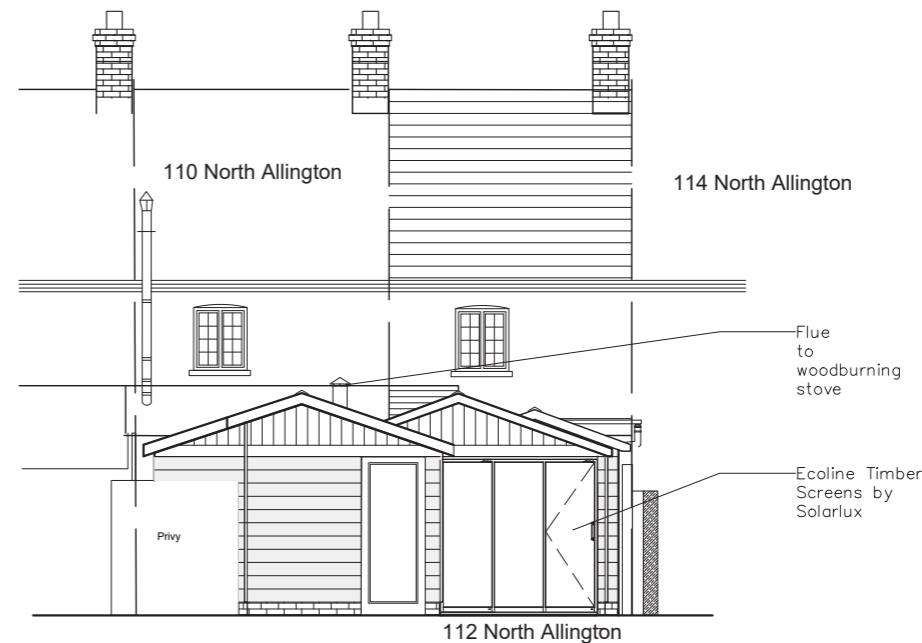 110 North Allington
114 North Allington
Flue
to
woodburning
stove
Ecoline Timber
Screens by
Solarlux
Privy
112 North Allington